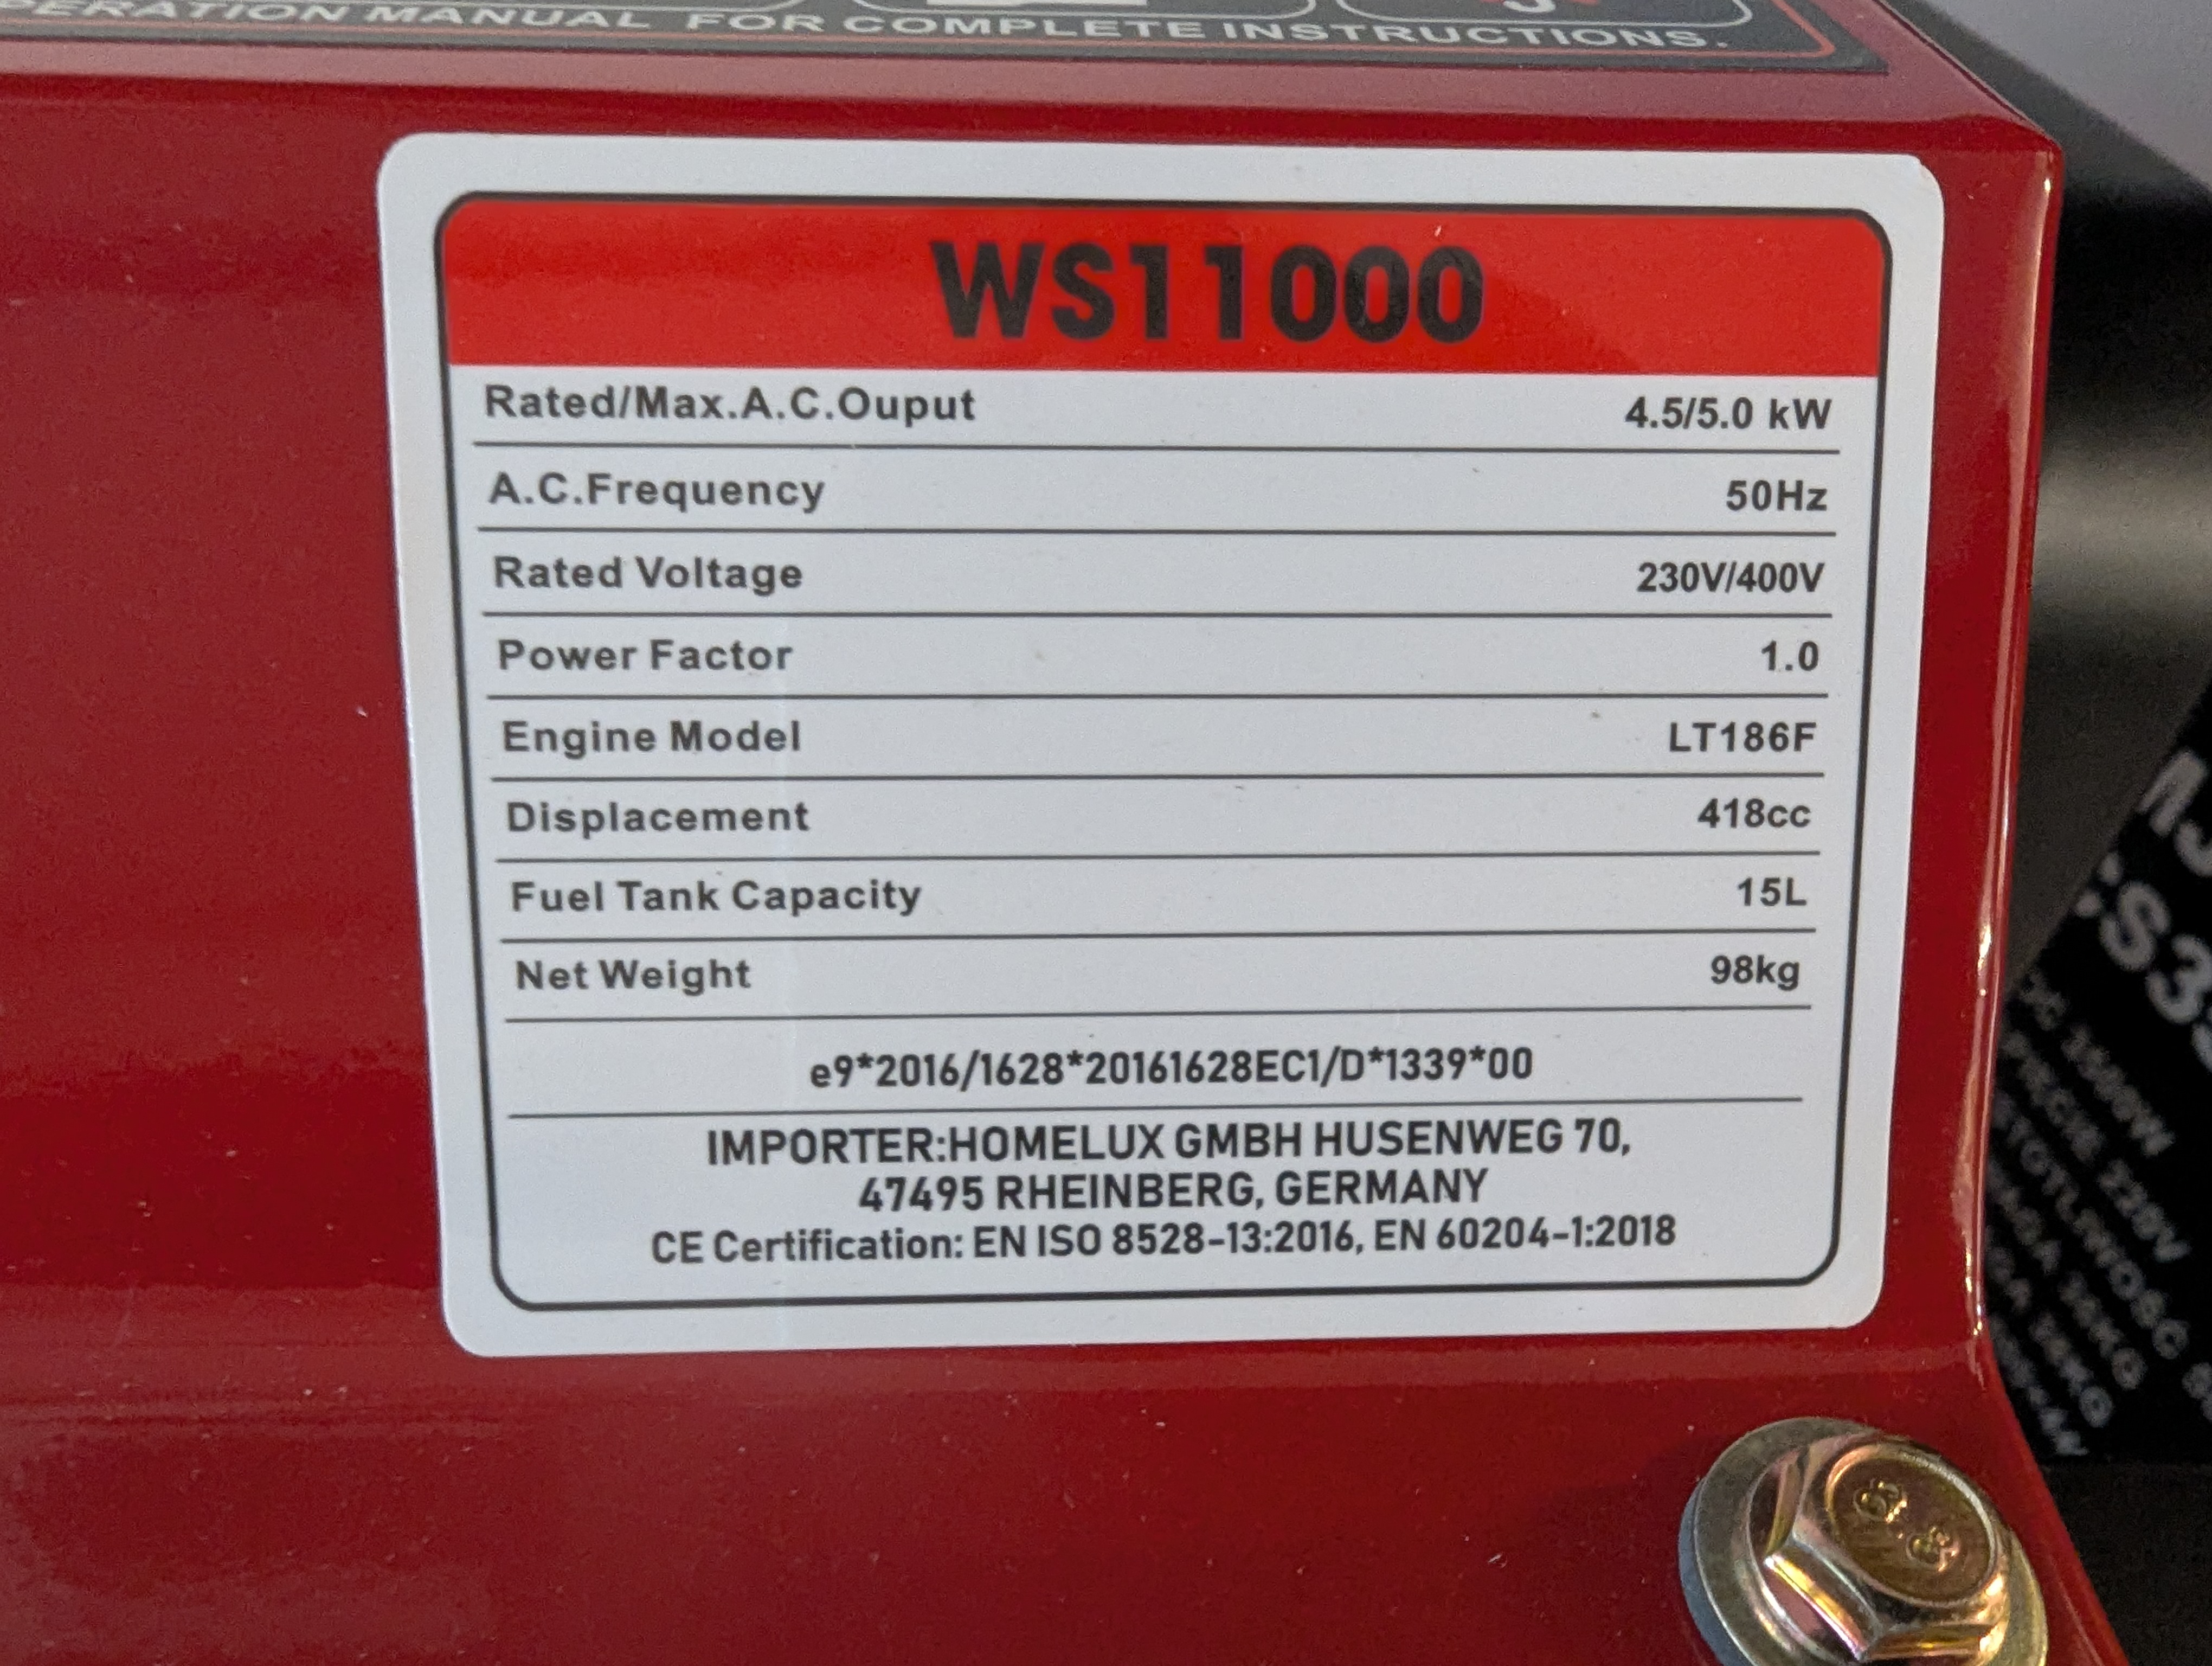 OPERATION MANUAL FOR COMPLETE INSTRUCTIONS.
WS11000
Rated/Max.A.C.Ouput 4.5/5.0 kW
A.C.Frequency 50Hz
Rated Voltage 230V/400V
Power Factor 1.0
Engine Model LT186F
Displacement 418cc
Fuel Tank Capacity 15L
Net Weight 98kg
e9*2016/1628*20161628EC1/D*1339*00
IMPORTER:HOMELUX GMBH HUSENWEG 70,
47495 RHEINBERG, GERMANY
CE Certification: EN ISO 8528-13:2016, EN 60204-1:2018
8.8